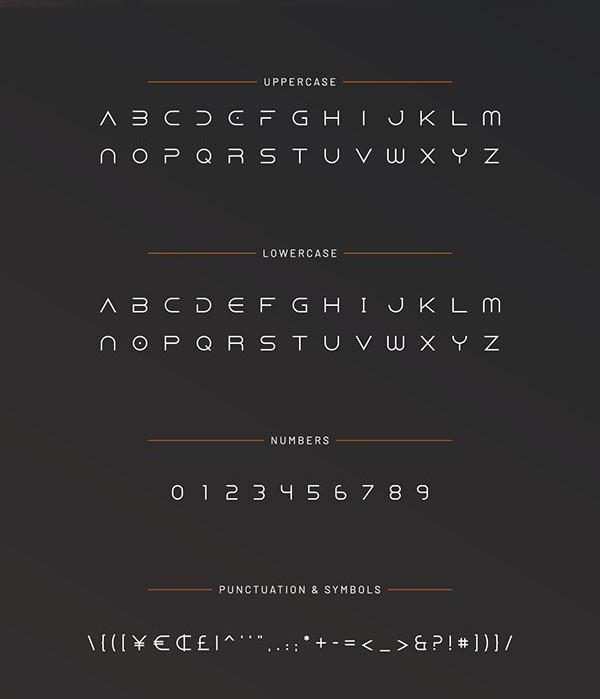 UPPERCASE
A B C D E F G H I J K L M
N O P Q R S T U V W X Y Z
LOWERCASE
A B C D E F G H I J K L M
N O P Q R S T U V W X Y Z
NUMBERS
0 1 2 3 4 5 6 7 8 9
PUNCTUATION & SYMBOLS
\ { ( ( [ ¥ € ₵ £ | ^ ' ' " , . : ; * + - = < _ > & ? ! # ] ) ) } /